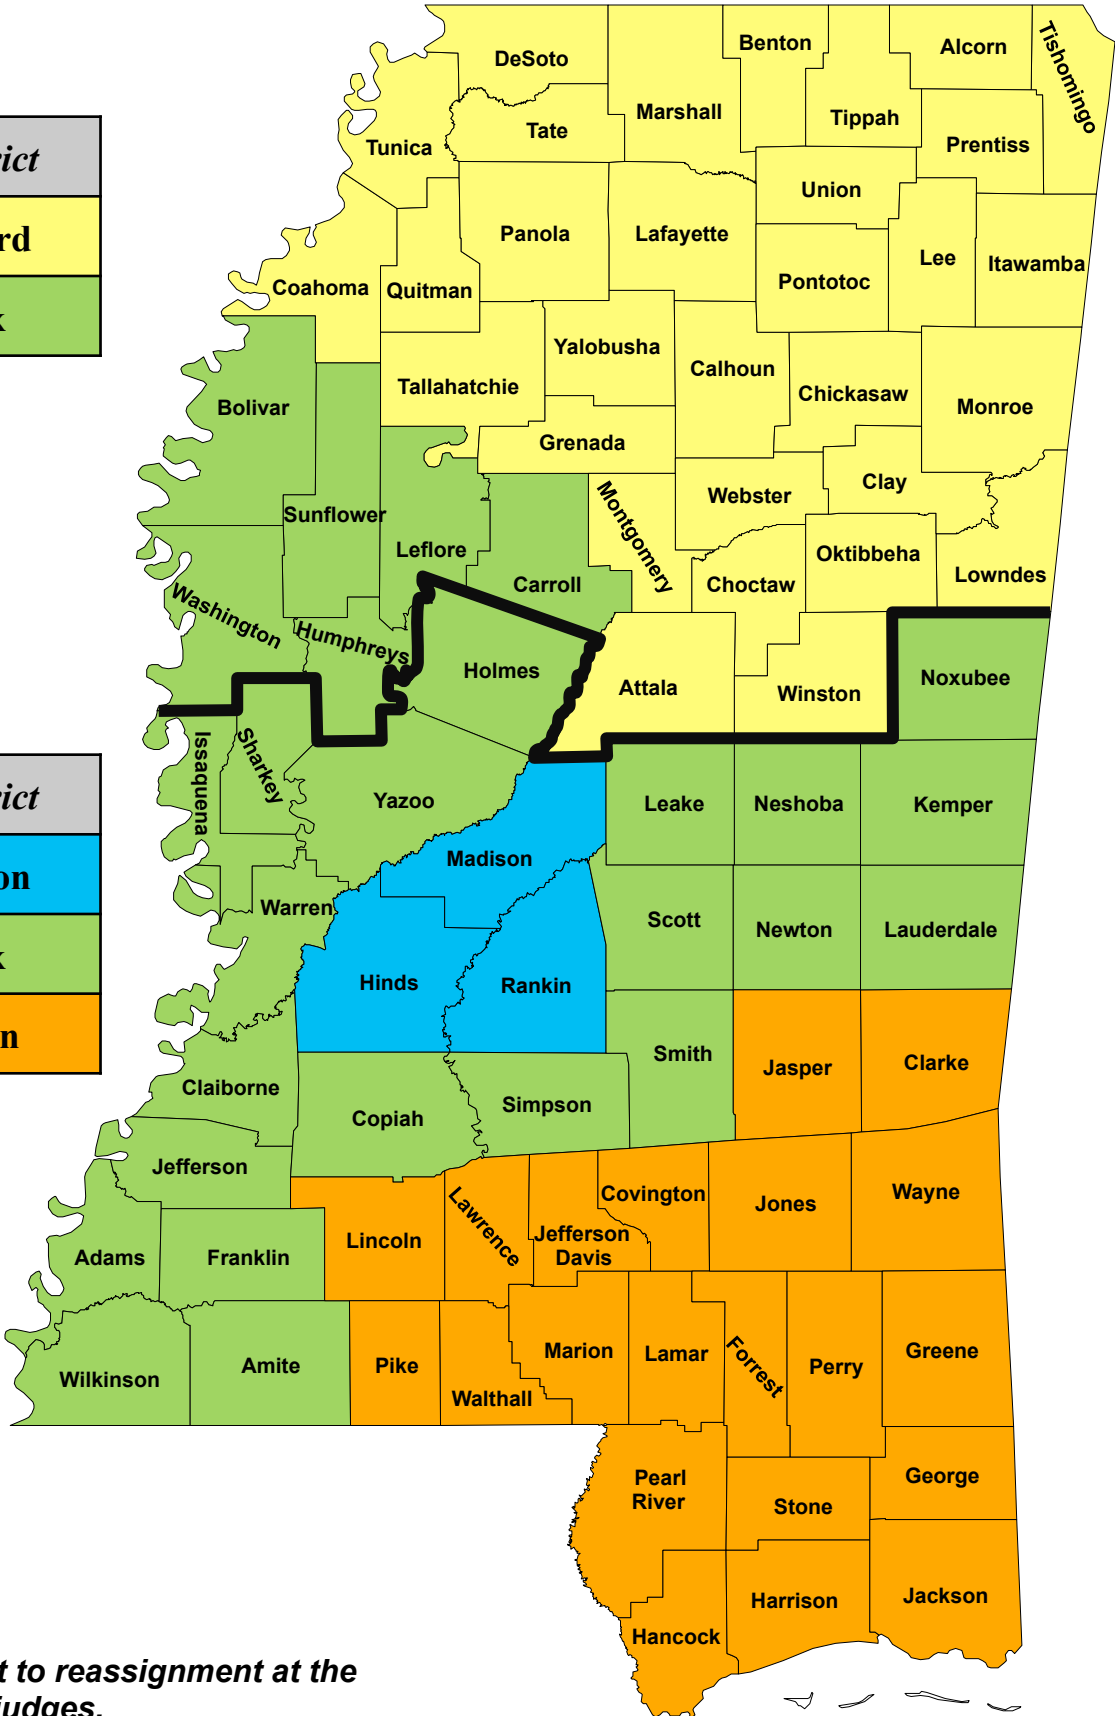 DeSoto
Benton
Alcorn
Tishomingo
Marshall
Tippah
Tate
Tunica
Prentiss
Union
Panola
Lafayette
Lee
Itawamba
Pontotoc
Coahoma
Quitman
Yalobusha
Calhoun
Tallahatchie
Chickasaw
Monroe
Bolivar
Grenada
Clay
Webster
Montgomery
Sunflower
Leflore
Oktibbeha
Lowndes
Carroll
Choctaw
Washington
Humphreys
Holmes
Attala
Winston
Noxubee
Issaquena
Sharkey
Yazoo
Leake
Neshoba
Kemper
Madison
Warren
Scott
Newton
Lauderdale
Hinds
Rankin
Smith
Jasper
Clarke
Claiborne
Copiah
Simpson
Jefferson
Covington
Jones
Wayne
Lawrence
Jefferson
Davis
Lincoln
Adams
Franklin
Marion
Lamar
Forrest
Perry
Greene
Wilkinson
Amite
Pike
Walthall
Pearl
River
Stone
George
Harrison
Jackson
Hancock
ict
rd
k
ict
on
k
n
t to reassignment at the
judges.